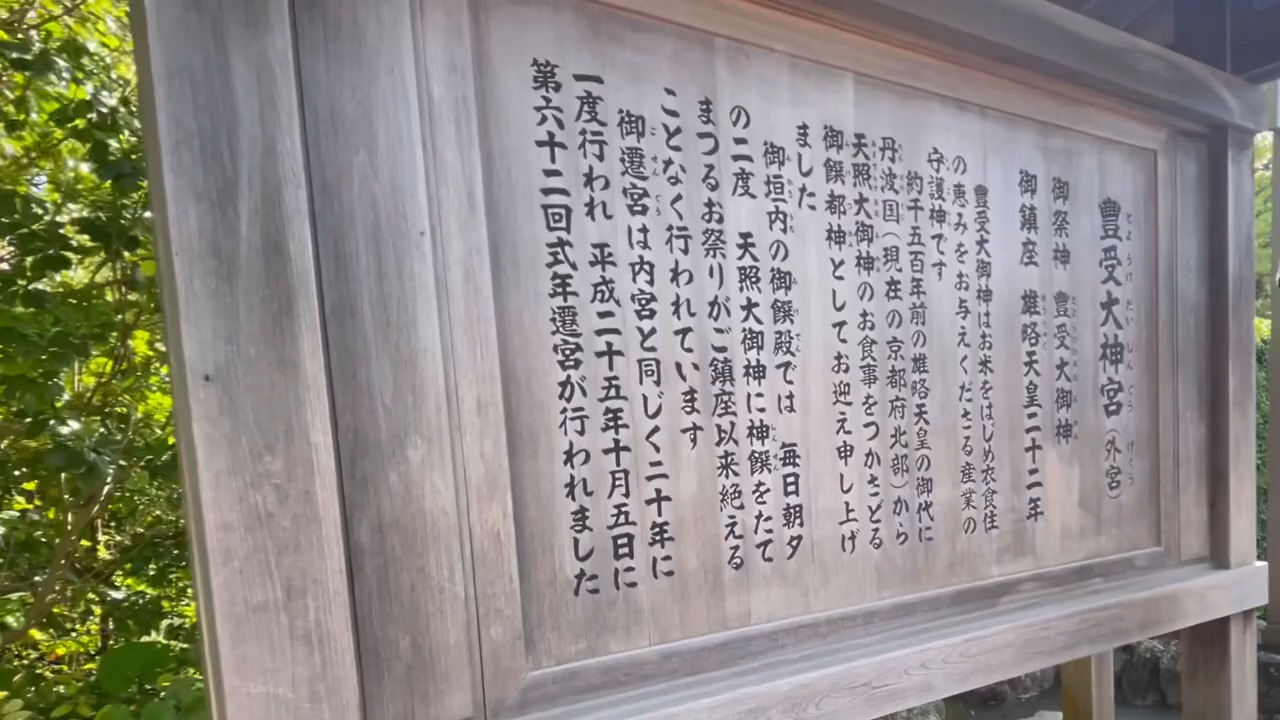 豐受大神宮（外宮）
御祭神　豐受大御神
御鎮座　雄略天皇二十二年
豐受大御神はお米をはじめ衣食住
の恵みをお与えくださる産業の
守護神です
約千五百年前の雄略天皇の御代に
丹波国（現在の京都府北部）から
天照大御神のお食事をつかさどる
御饌都神としてお迎え申し上げ
ました
御垣内の御饌殿では　毎日朝夕
の二度　天照大御神に神饌をたて
まつるお祭りがご鎮座以来絶える
ことなく行われています
御遷宮は内宮と同じく二十年に
一度行われ　平成二十五年十月五日に
第六十二回式年遷宮が行われました